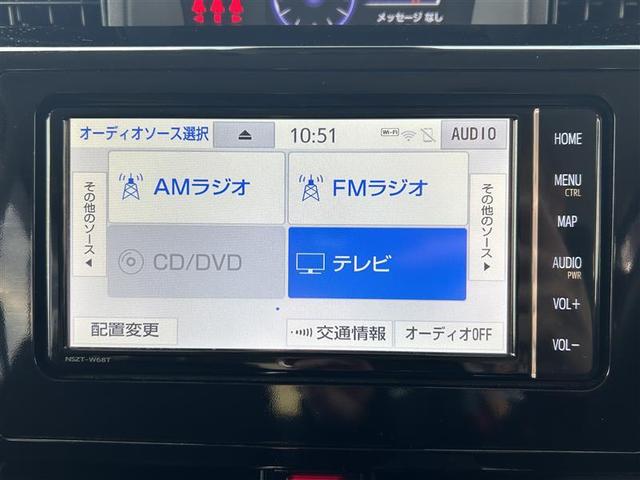 メッセージ なし
オーディオソース選択
10:51
Wi-Fi
AUDIO
その他のソース
AMラジオ
FMラジオ
その他のソース
CD/DVD
テレビ
配置変更
交通情報
オーディオOFF
NSZT-W68T
HOME
MENU
CTRL
MAP
AUDIO
PWR
VOL+
VOL−